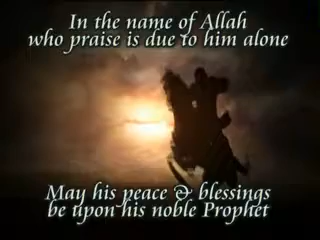 In the name of Allah
who praise is due to him alone
May his peace & blessings
be upon his noble Prophet